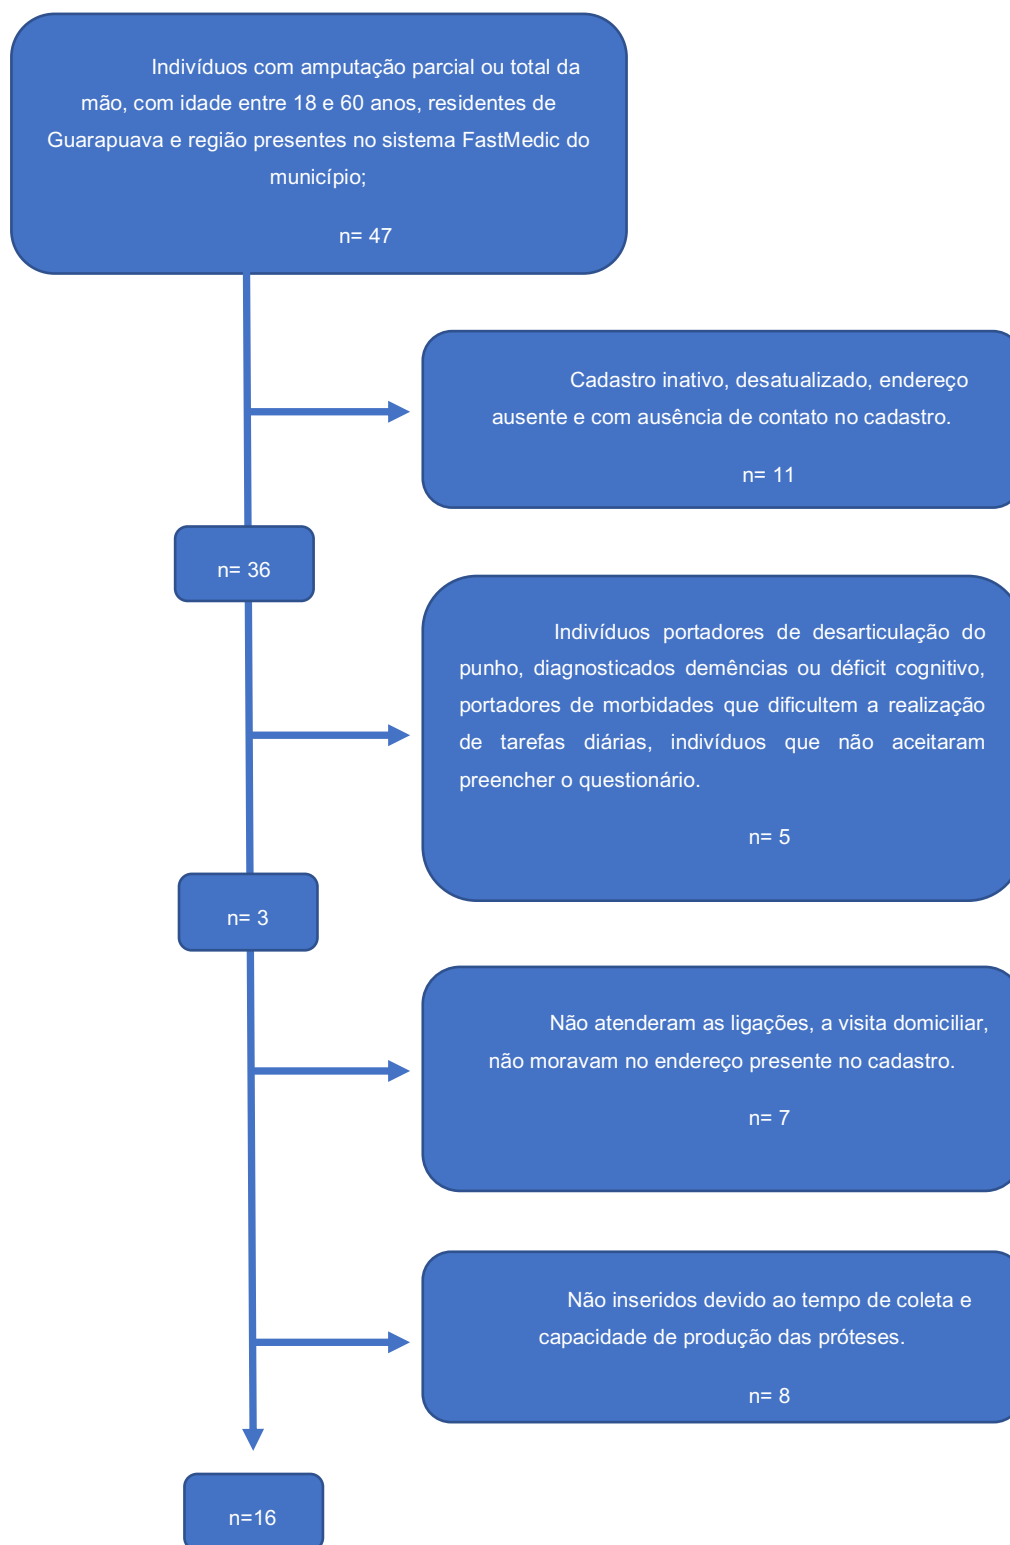 Indivíduos com amputação parcial ou total da
mão, com idade entre 18 e 60 anos, residentes de
Guarapuava e região presentes no sistema FastMedic do
município;
n= 47
Cadastro inativo, desatualizado, endereço
ausente e com ausência de contato no cadastro.
n= 11
n= 36
Indivíduos portadores de desarticulação do
punho, diagnosticados demências ou déficit cognitivo,
portadores de morbidades que dificultem a realização
de tarefas diárias, indivíduos que não aceitaram
preencher o questionário.
n= 5
n= 3
Não atenderam as ligações, a visita domiciliar,
não moravam no endereço presente no cadastro.
n= 7
Não inseridos devido ao tempo de coleta e
capacidade de produção das próteses.
n= 8
n=16